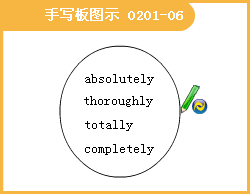 手写板图示 0201-06
absolutely
thoroughly
totally
completely